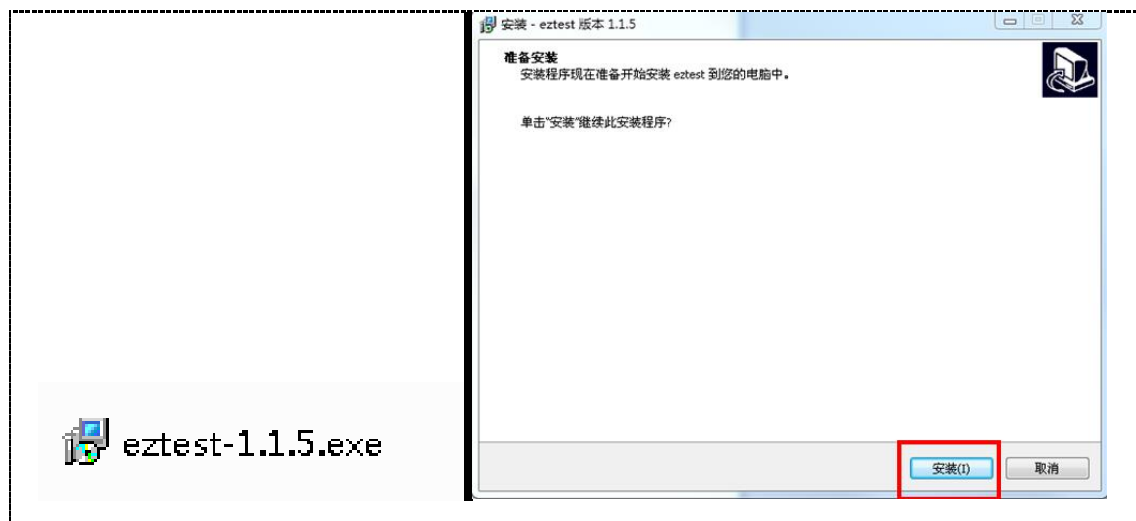 安装 - eztest 版本 1.1.5
准备安装
安装程序现在准备开始安装 eztest 到您的电脑中。
单击“安装”继续此安装程序?
eztest-1.1.5.exe
安装(I)
取消